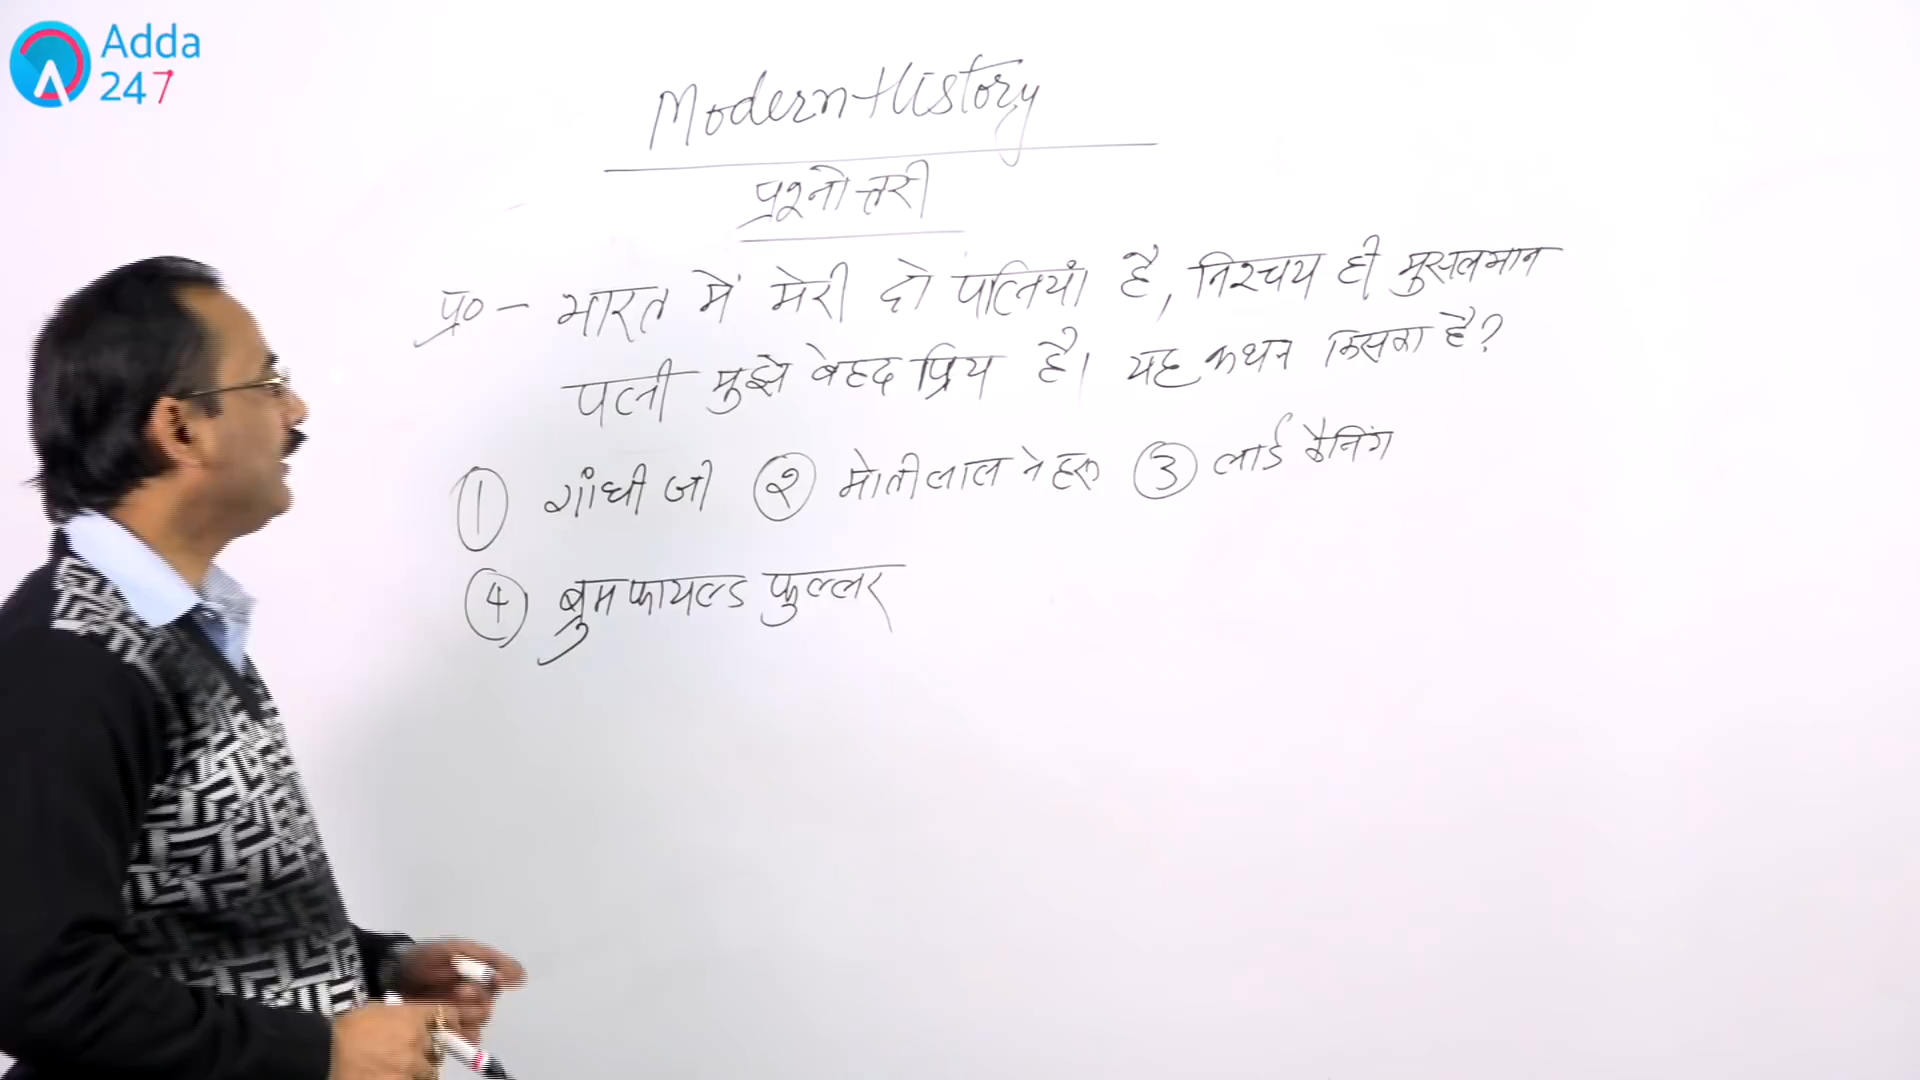 Adda
247
Modern History
प्रश्नोत्तरी
प्र० - भारत में मेरी दो पत्नियां है, निश्चय ही मुसलमान
पत्नी मुझे बेहद प्रिय है। यह कथन किसका है?
① गांधी जी ② मोतीलाल नेहरू ③ लार्ड कैनिंग
④ ब्रुमफायल्ड फुल्लर